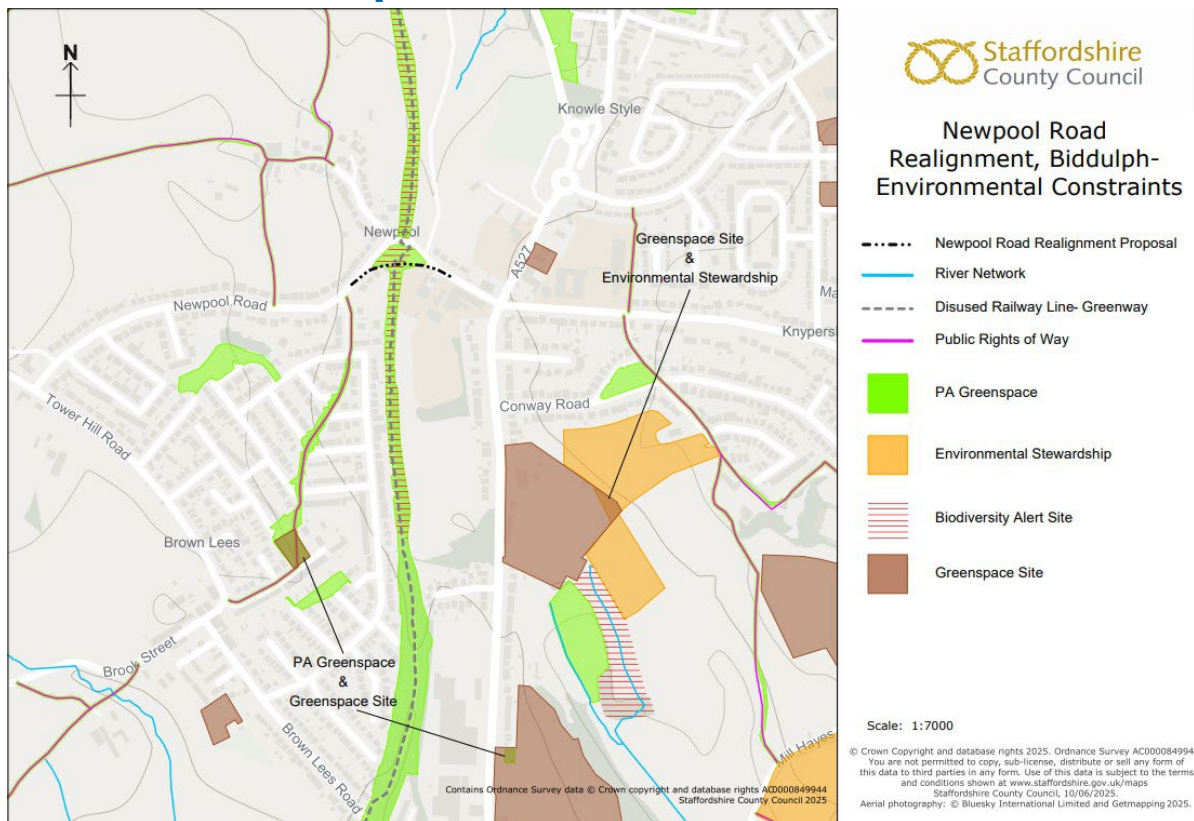 N
Knowle Style
Newpool
A527
Greenspace Site
&
Environmental Stewardship
Newpool Road
Knypers
Ma
Tower Hill Road
Conway Road
Brown Lees
Brook Street
PA Greenspace
&
Greenspace Site
Brown Lees Road
Mill Hayes
Contains Ordnance Survey data © Crown copyright and database rights AC0000849944
Staffordshire County Council 2025
Staffordshire
County Council
Newpool Road
Realignment, Biddulph-
Environmental Constraints
Newpool Road Realignment Proposal
River Network
Disused Railway Line- Greenway
Public Rights of Way
PA Greenspace
Environmental Stewardship
Biodiversity Alert Site
Greenspace Site
Scale: 1:7000
© Crown Copyright and database rights 2025. Ordnance Survey AC000084994
You are not permitted to copy, sub-license, distribute or sell any form of
this data to third parties in any form. Use of this data is subject to the terms
and conditions shown at www.staffordshire.gov.uk/maps
Staffordshire County Council, 10/06/2025.
Aerial photography: © Bluesky International Limited and Getmapping 2025.